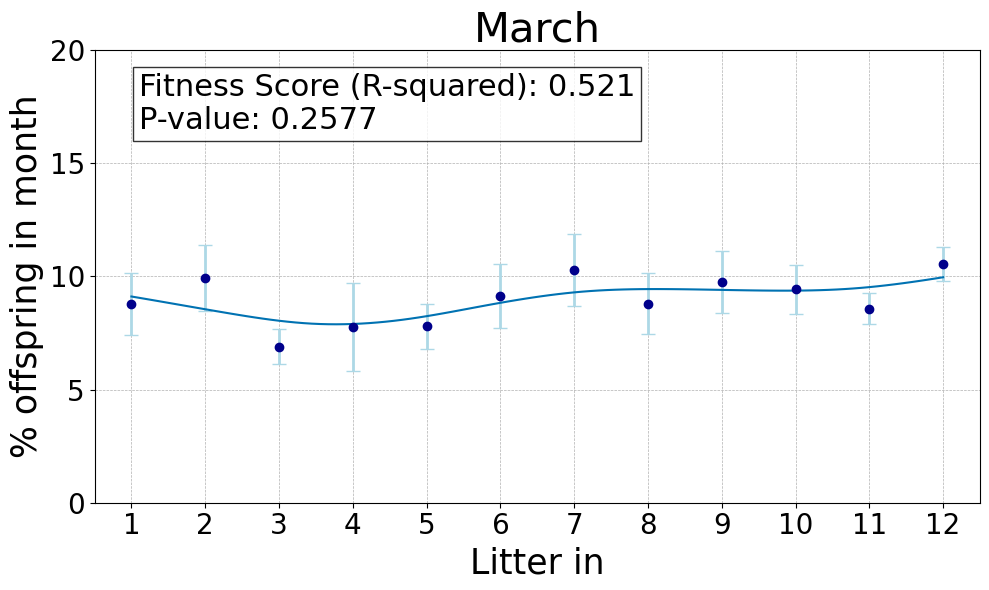 March
Fitness Score (R-squared): 0.521
P-value: 0.2577
% offspring in month
20
15
10
5
0
1 2 3 4 5 6 7 8 9 10 11 12
Litter in